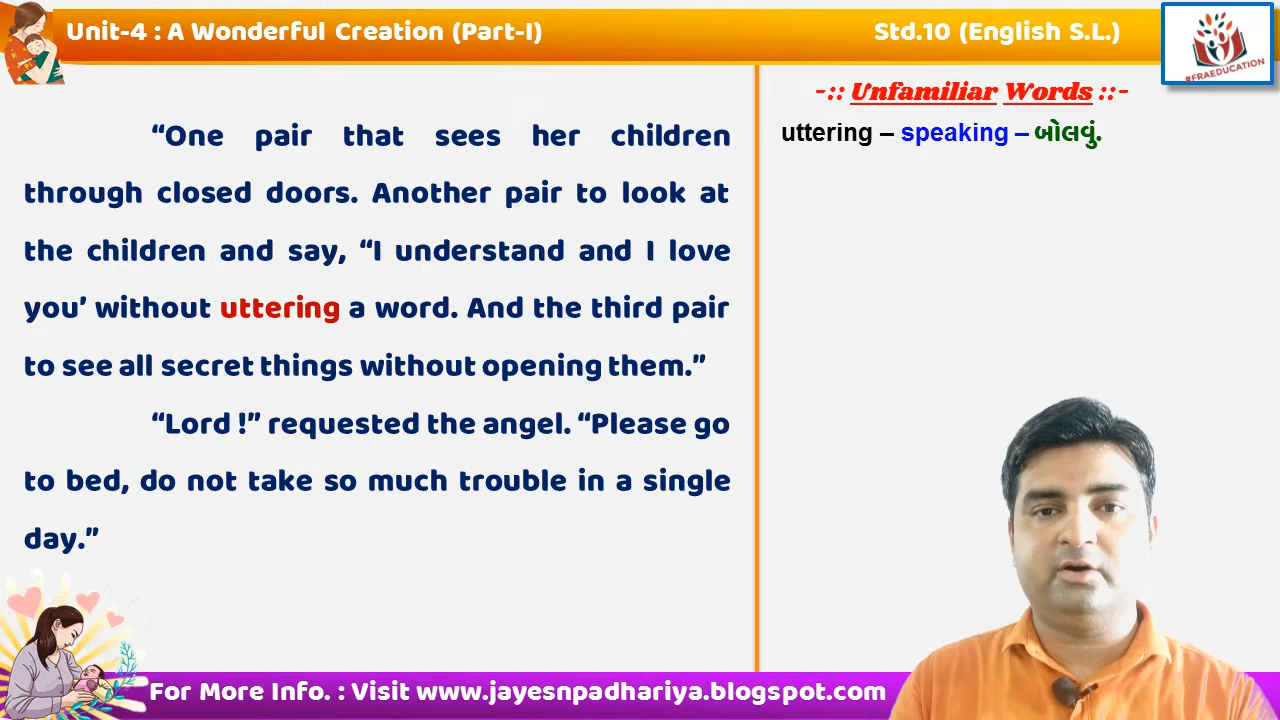 Unit-4 : A Wonderful Creation (Part-I)
Std.10 (English S.L.)
#FRAEDUCATION
“One pair that sees her children
through closed doors. Another pair to look at
the children and say, “I understand and I love
you’ without uttering a word. And the third pair
to see all secret things without opening them.”
“Lord !” requested the angel. “Please go
to bed, do not take so much trouble in a single
day.”
-:: Unfamiliar Words ::-
uttering – speaking – બોલવું.
For More Info. : Visit www.jayesnpadhariya.blogspot.com